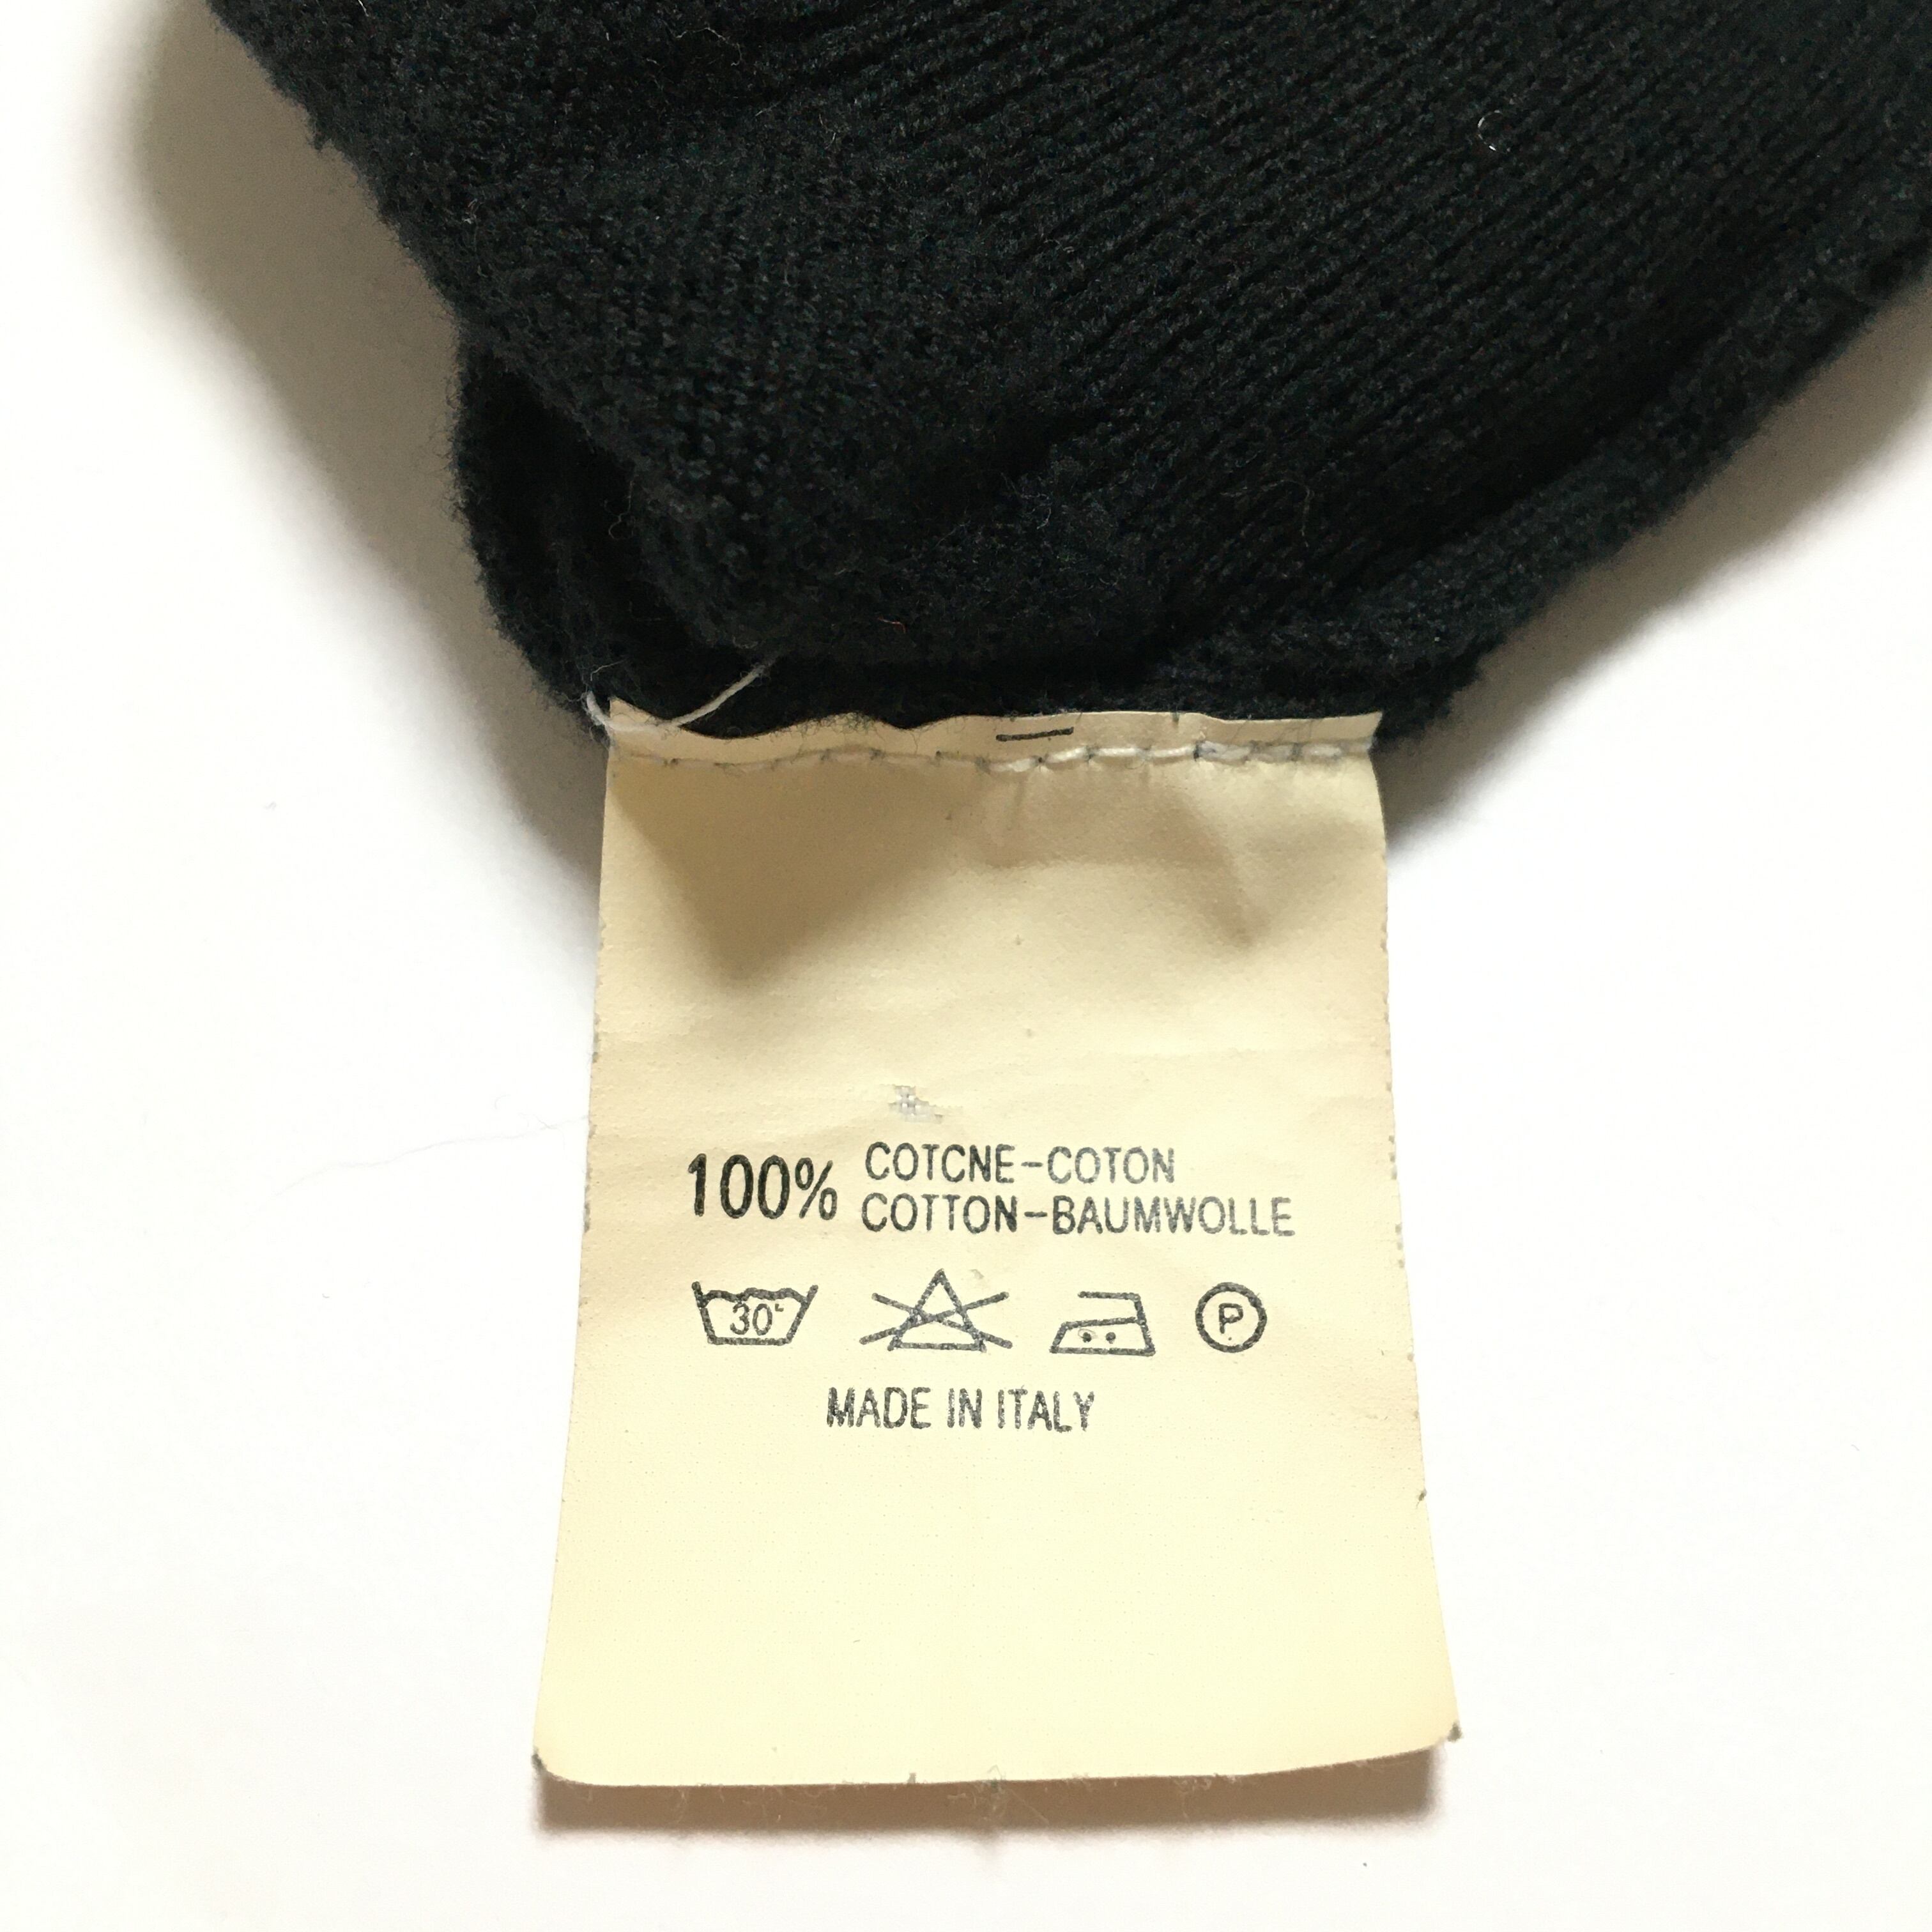 100% COTCNE-COTON
COTTON-BAUMWOLLE
30°
P
MADE IN ITALY